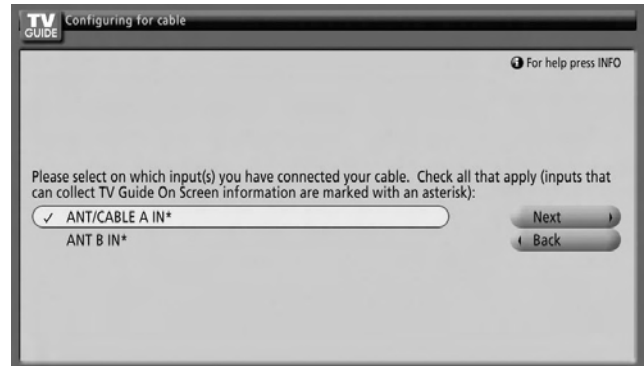 TV
GUIDE
Configuring for cable
For help press INFO
Please select on which input(s) you have connected your cable. Check all that apply (inputs that
can collect TV Guide On Screen information are marked with an asterisk):
✓ ANT/CABLE A IN*
Next
ANT B IN*
Back